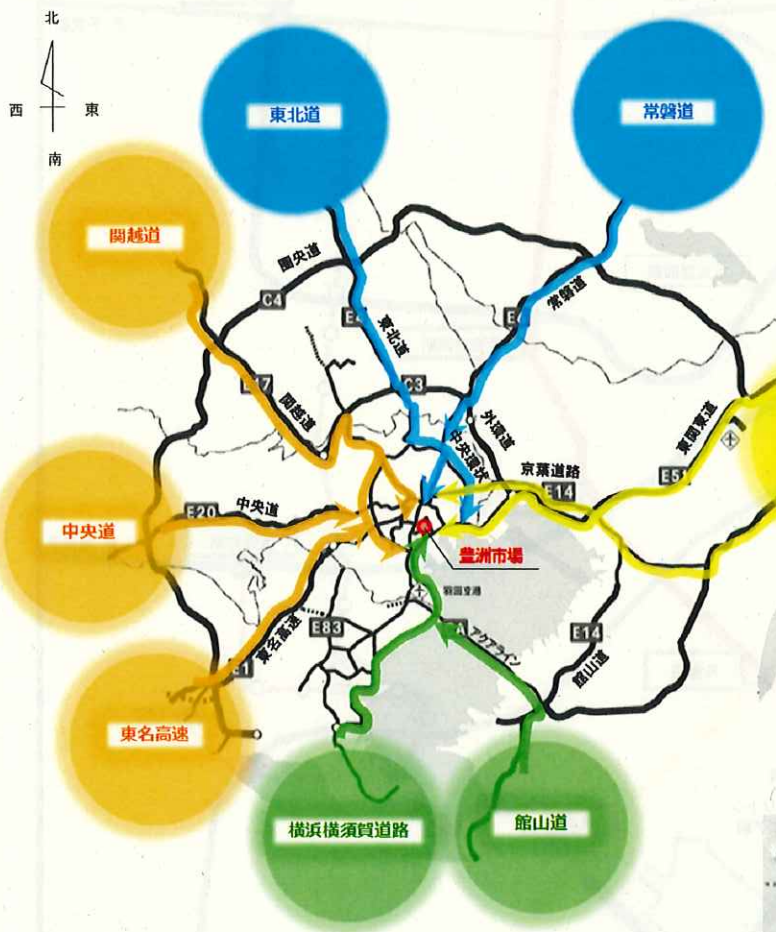 北
西 東
南
東北道
常磐道
関越道
圏央道
C4
東北道
常磐道
関越道
C3
外環道
中央環状
東関東道
京葉道路
E14
E51
E20
中央道
中央道
豊洲市場
羽田空港
E83
東名高速
E1
アクアライン
E14
館山道
東名高速
横浜横須賀道路
館山道